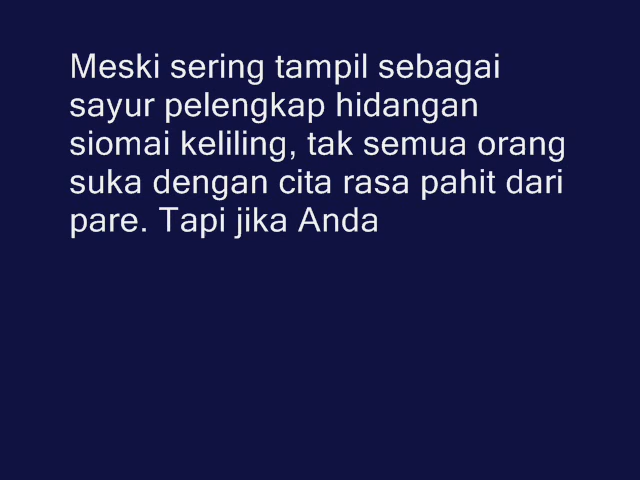 Meski sering tampil sebagai
sayur pelengkap hidangan
siomai keliling, tak semua orang
suka dengan cita rasa pahit dari
pare. Tapi jika Anda